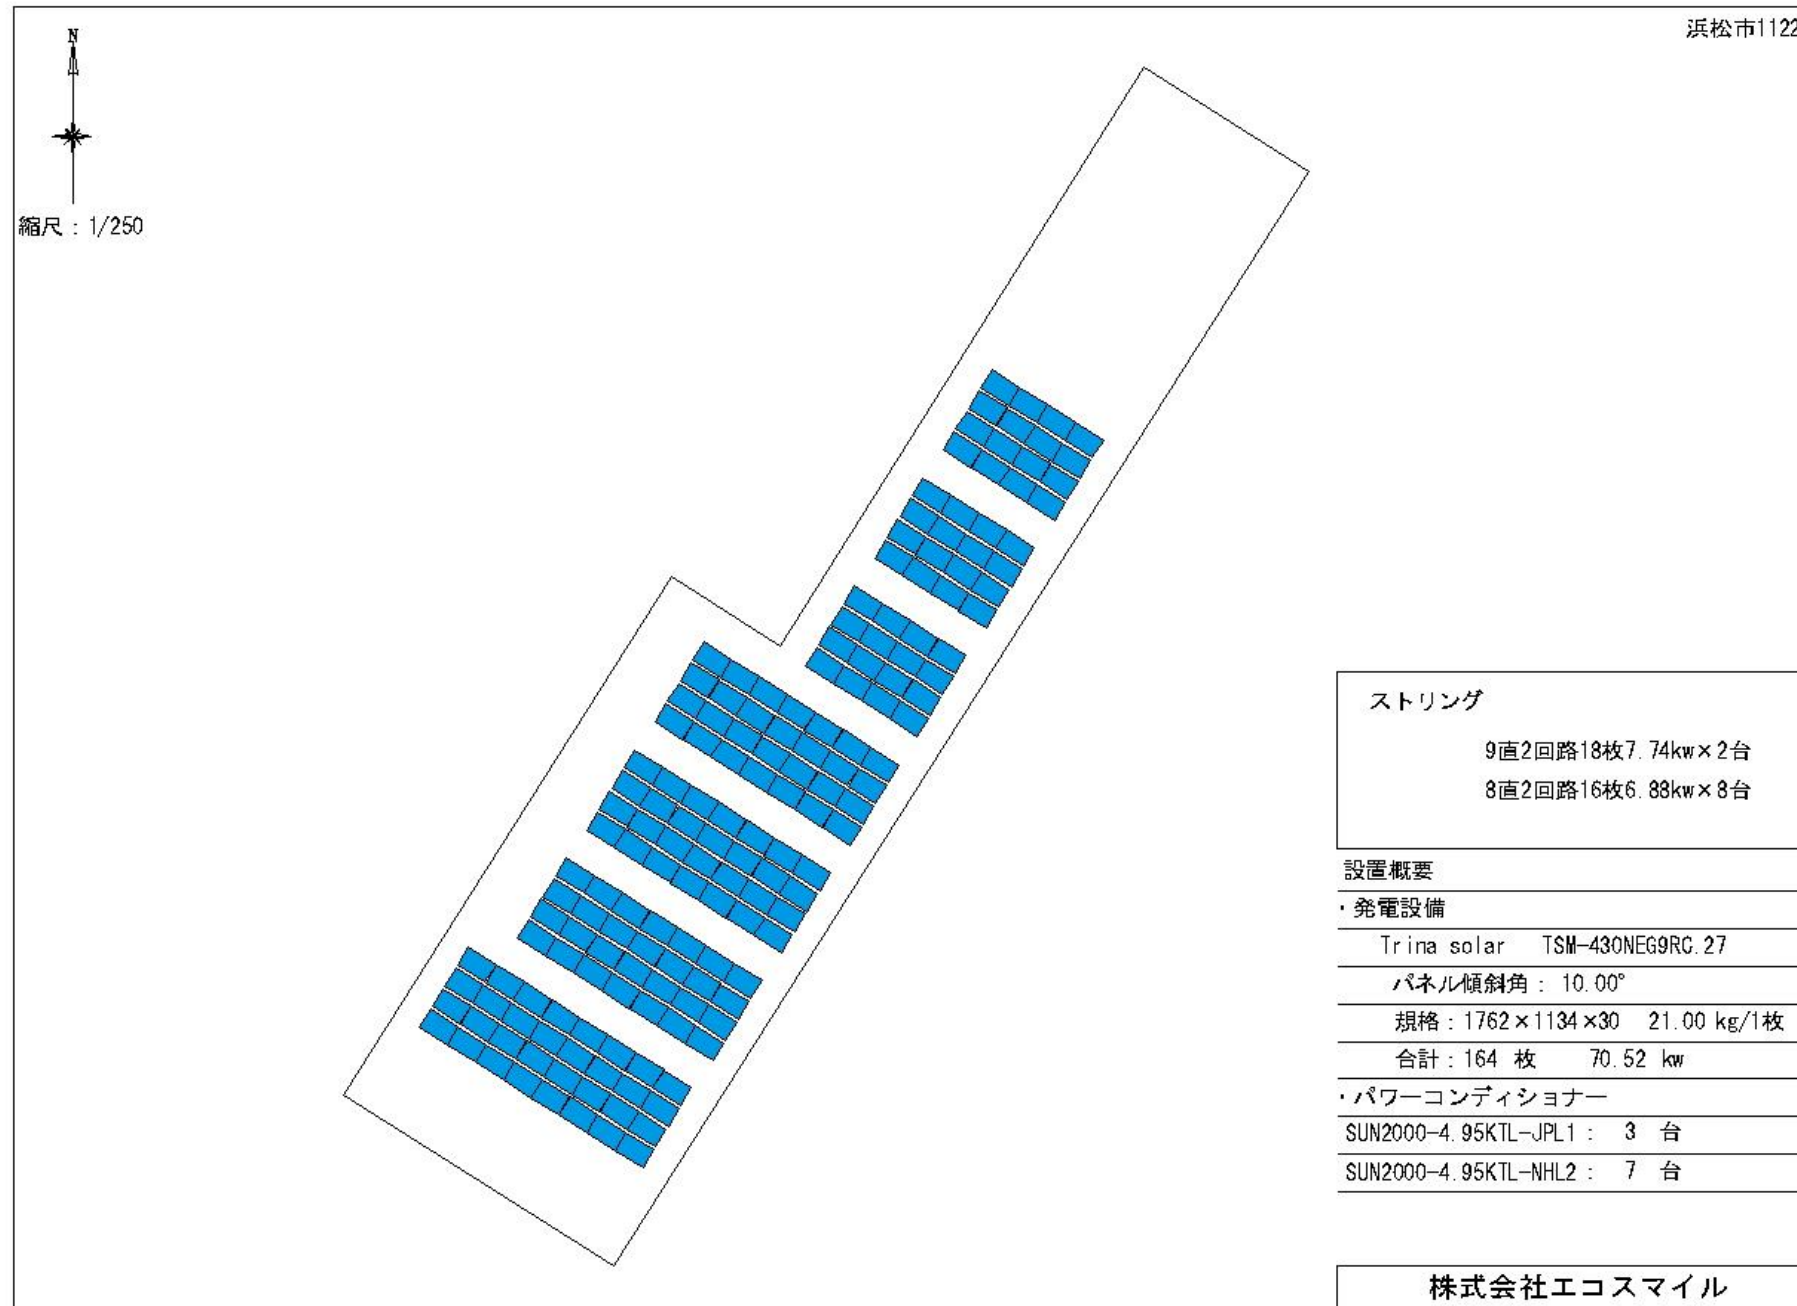 浜松市1122
N
縮尺：1/250
ストリング
9直2回路18枚7.74kw×2台
8直2回路16枚6.88kw×8台
設置概要
・発電設備
Trina solar TSM-430NEG9RC.27
パネル傾斜角：10.00°
規格：1762×1134×30 21.00 kg/1枚
合計：164 枚 70.52 kw
・パワーコンディショナー
SUN2000-4.95KTL-JPL1： 3 台
SUN2000-4.95KTL-NHL2： 7 台
株式会社エコスマイル